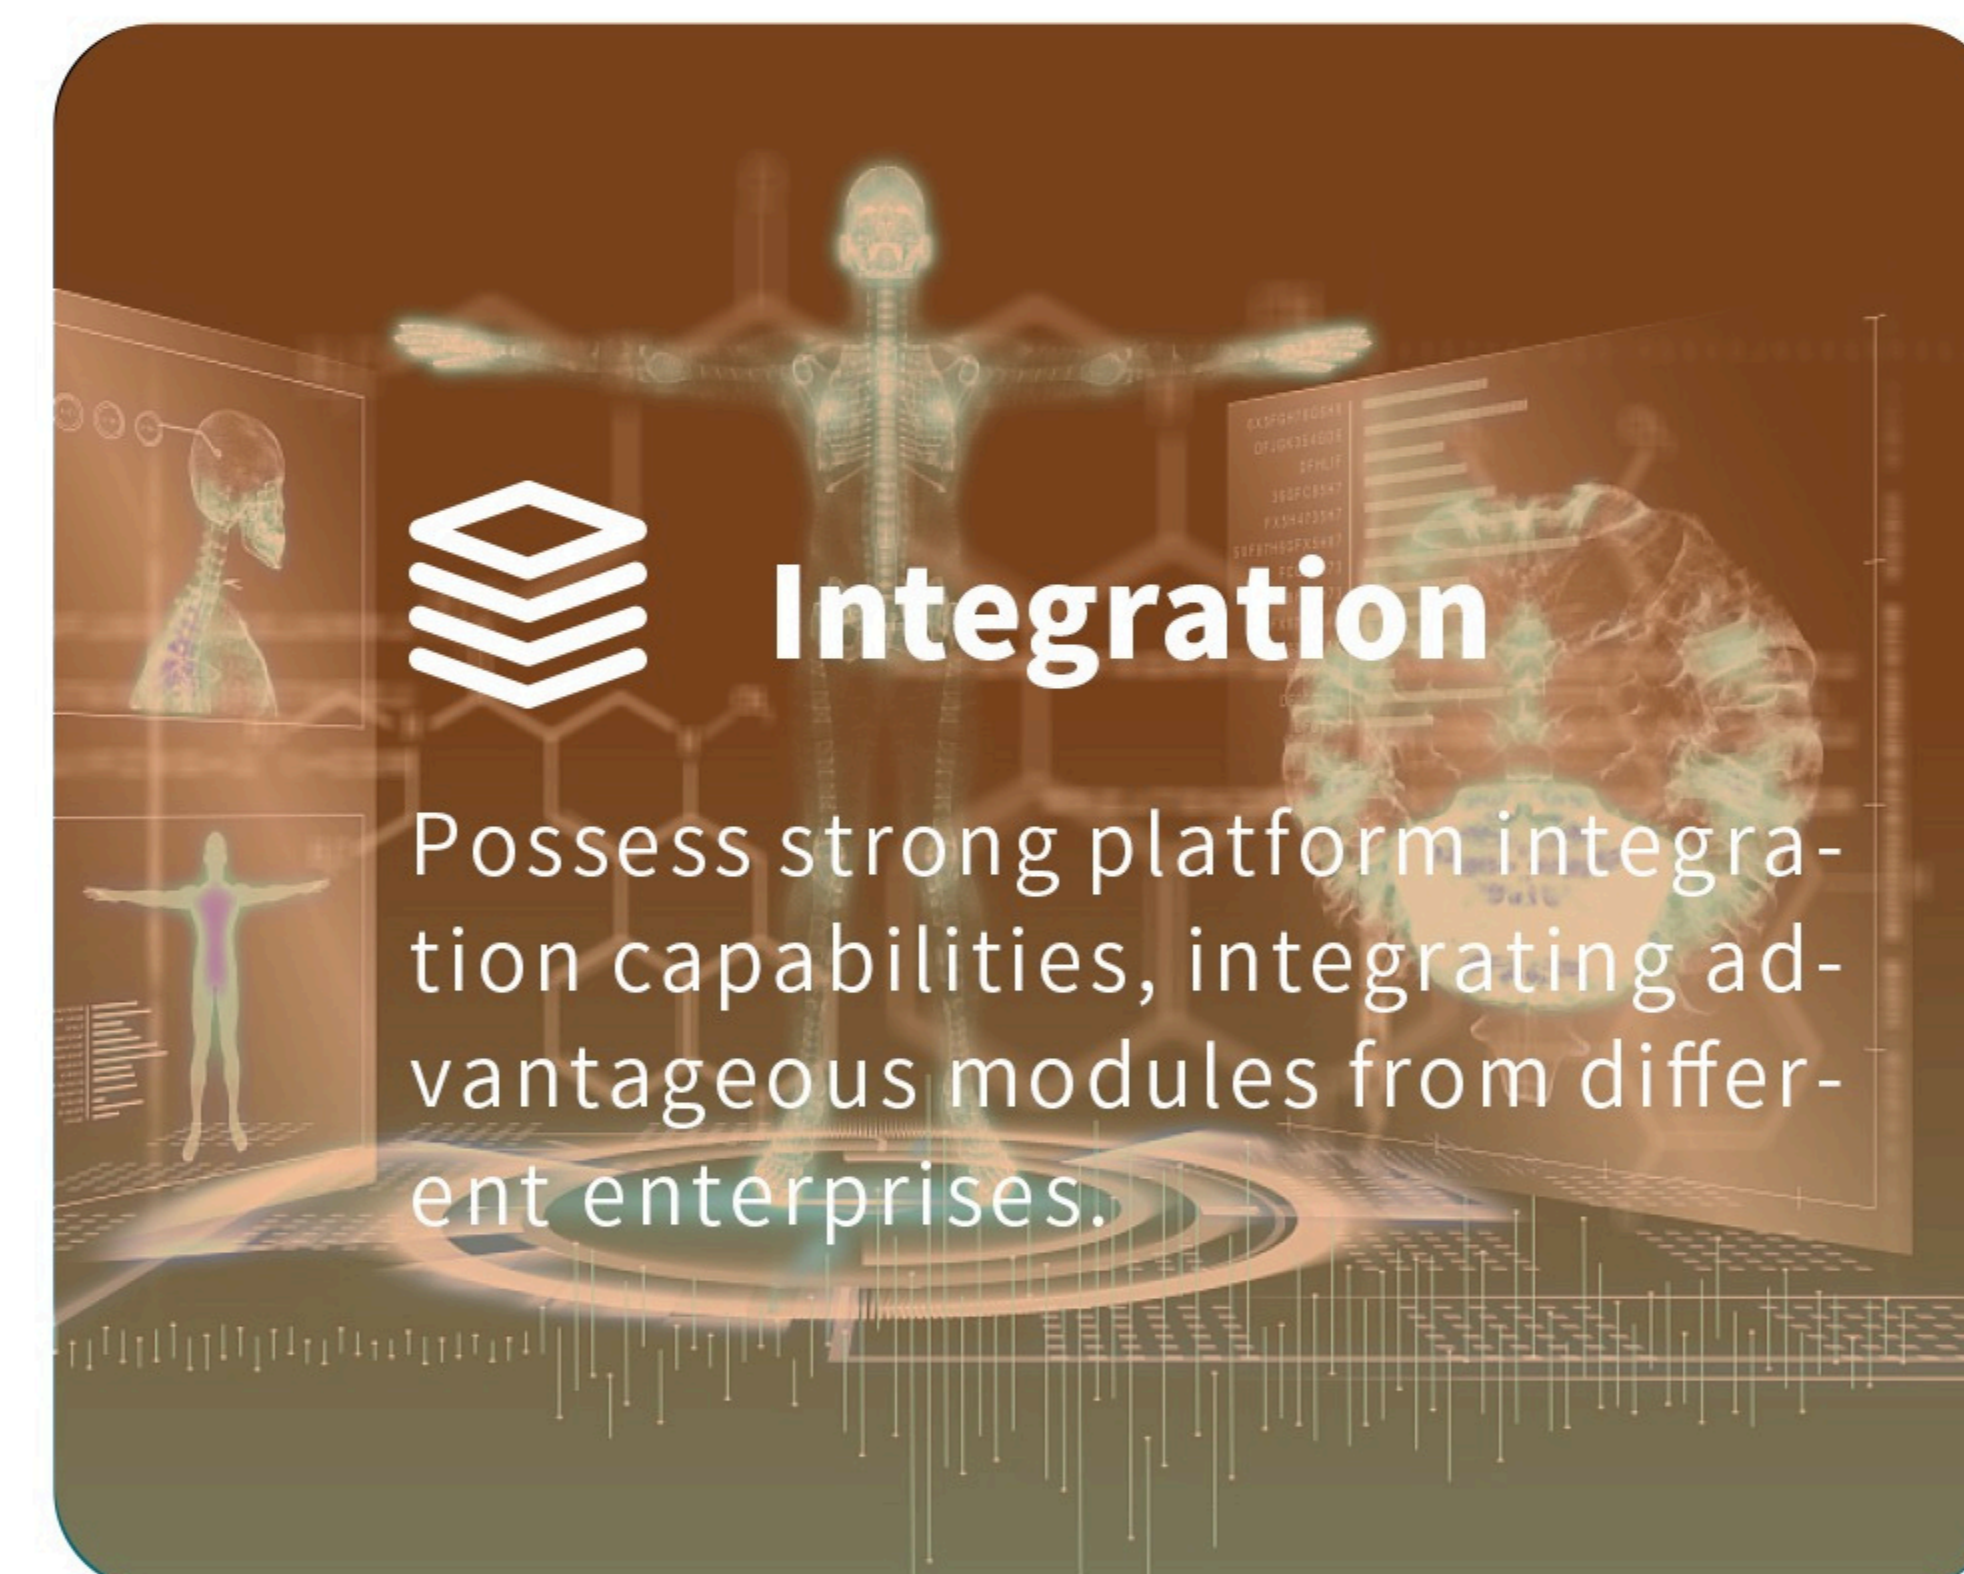 Integration
Possess strong platform integra-
tion capabilities, integrating ad-
vantageous modules from differ-
ent enterprises.